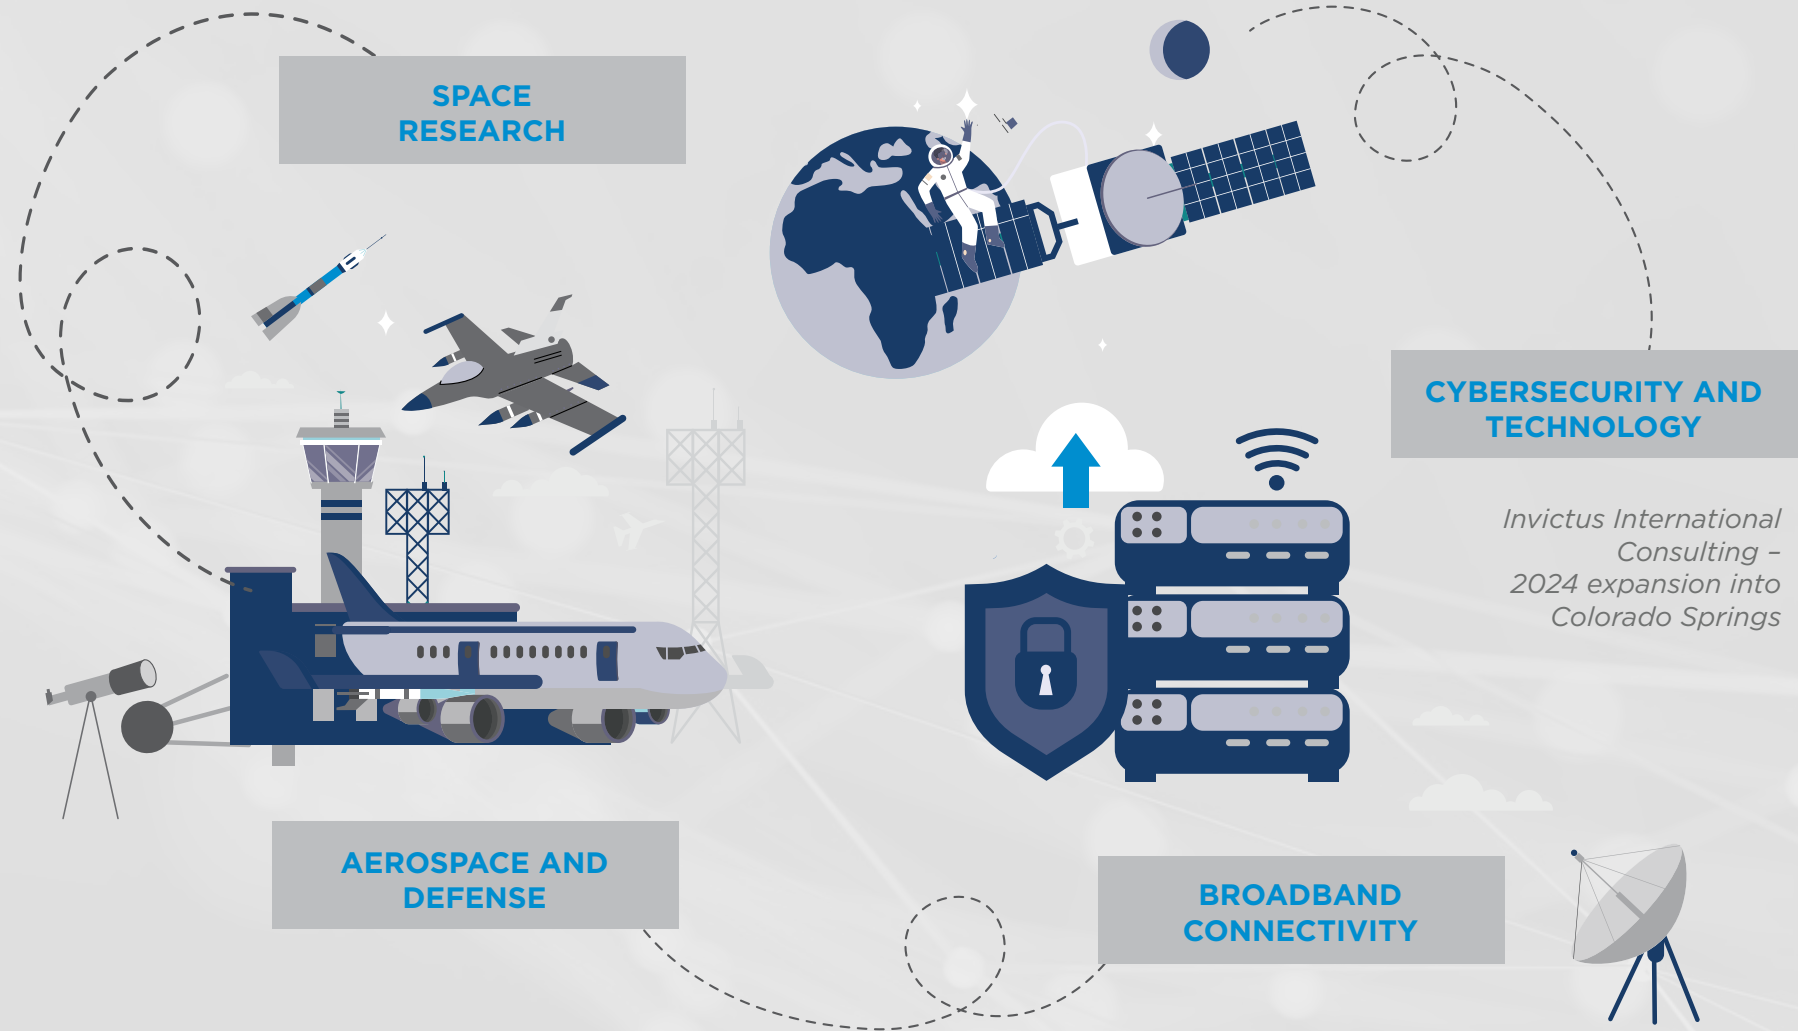 SPACE
RESEARCH
CYBERSECURITY AND
TECHNOLOGY
Invictus International
Consulting –
2024 expansion into
Colorado Springs
AEROSPACE AND
DEFENSE
BROADBAND
CONNECTIVITY